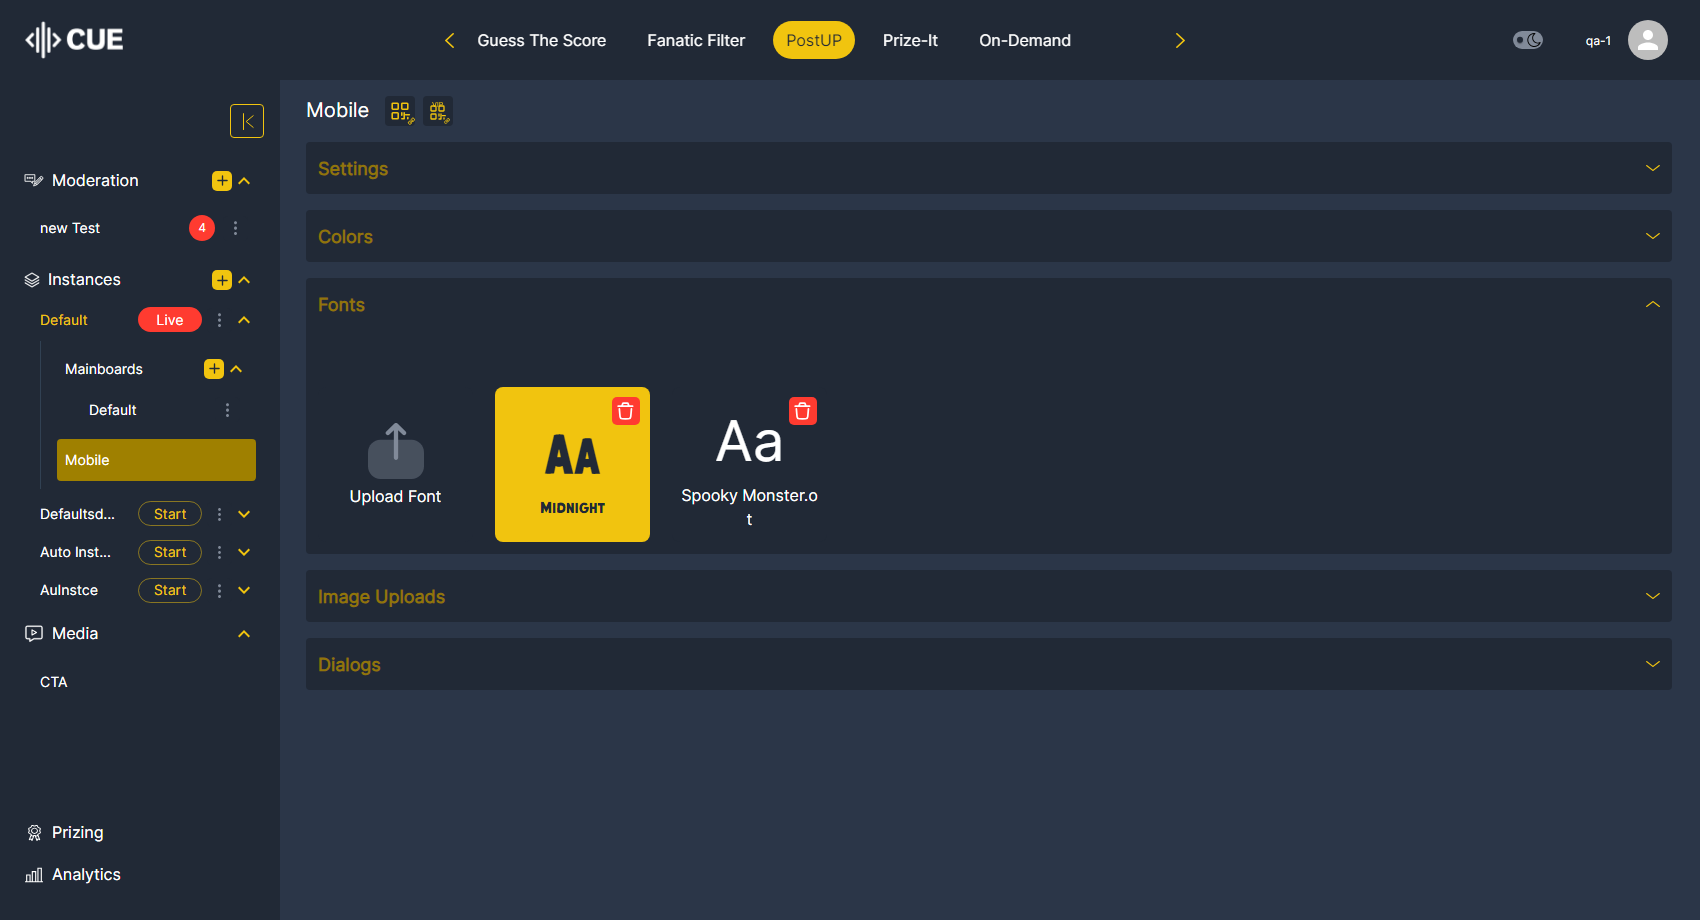 CUE
Guess The Score
Fanatic Filter
PostUP
Prize-It
On-Demand
qa-1
Moderation
new Test
4
Instances
Default
Live
Mainboards
Default
Mobile
Defaultsd...
Start
Auto Inst...
Start
AuInstce
Start
Media
CTA
Prizing
Analytics
Mobile
VIP
Settings
Colors
Fonts
Upload Font
AA
MIDNIGHT
Aa
Spooky Monster.o
t
Image Uploads
Dialogs